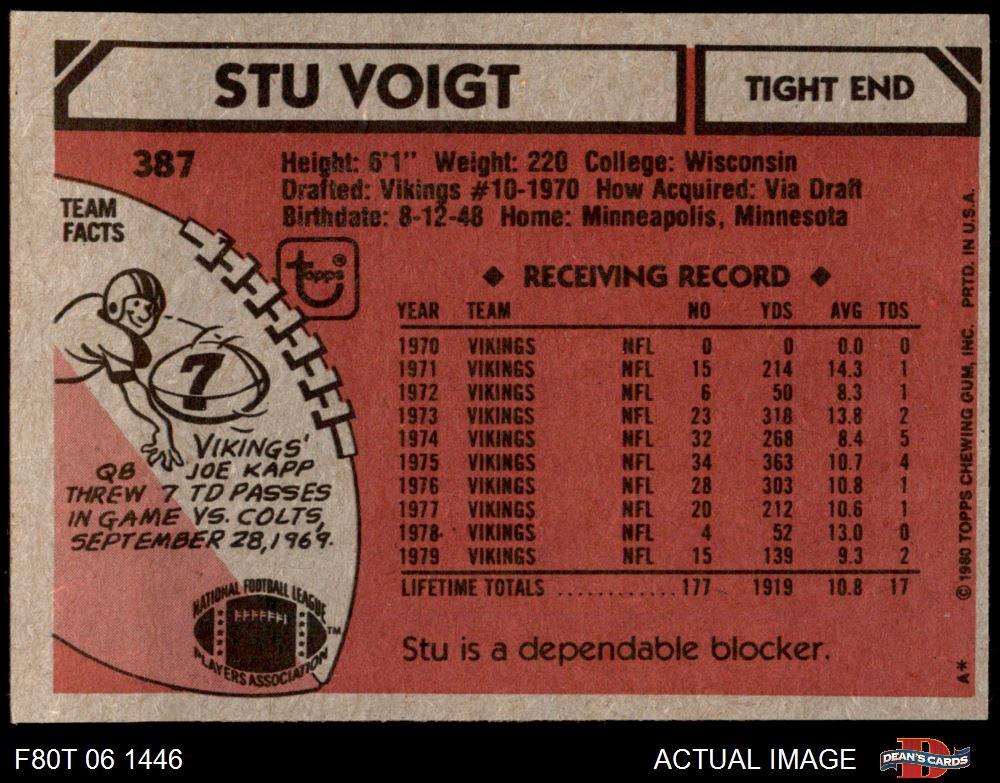 STU VOIGT
TIGHT END
387
Height: 6'1" Weight: 220 College: Wisconsin
Drafted: Vikings #10-1970 How Acquired: Via Draft
Birthdate: 8-12-48 Home: Minneapolis, Minnesota
TEAM
FACTS
topps®
7
VIKINGS'
QB JOE KAPP
THREW 7 TD PASSES
IN GAME VS. COLTS,
SEPTEMBER 28, 1969.
NATIONAL FOOTBALL LEAGUE
PLAYERS ASSOCIATION
NFLPA
TM
◆ RECEIVING RECORD ◆
YEAR TEAM NO YDS AVG TDS
1970 VIKINGS NFL 0 0 0.0 0
1971 VIKINGS NFL 15 214 14.3 1
1972 VIKINGS NFL 6 50 8.3 1
1973 VIKINGS NFL 23 318 13.8 2
1974 VIKINGS NFL 32 268 8.4 5
1975 VIKINGS NFL 34 363 10.7 4
1976 VIKINGS NFL 28 303 10.8 1
1977 VIKINGS NFL 20 212 10.6 1
1978 VIKINGS NFL 4 52 13.0 0
1979 VIKINGS NFL 15 139 9.3 2
LIFETIME TOTALS ............ 177 1919 10.8 17
Stu is a dependable blocker.
A* © 1980 TOPPS CHEWING GUM, INC. PRTD. IN U.S.A.
F80T 06 1446
ACTUAL IMAGE
DEAN'S CARDS